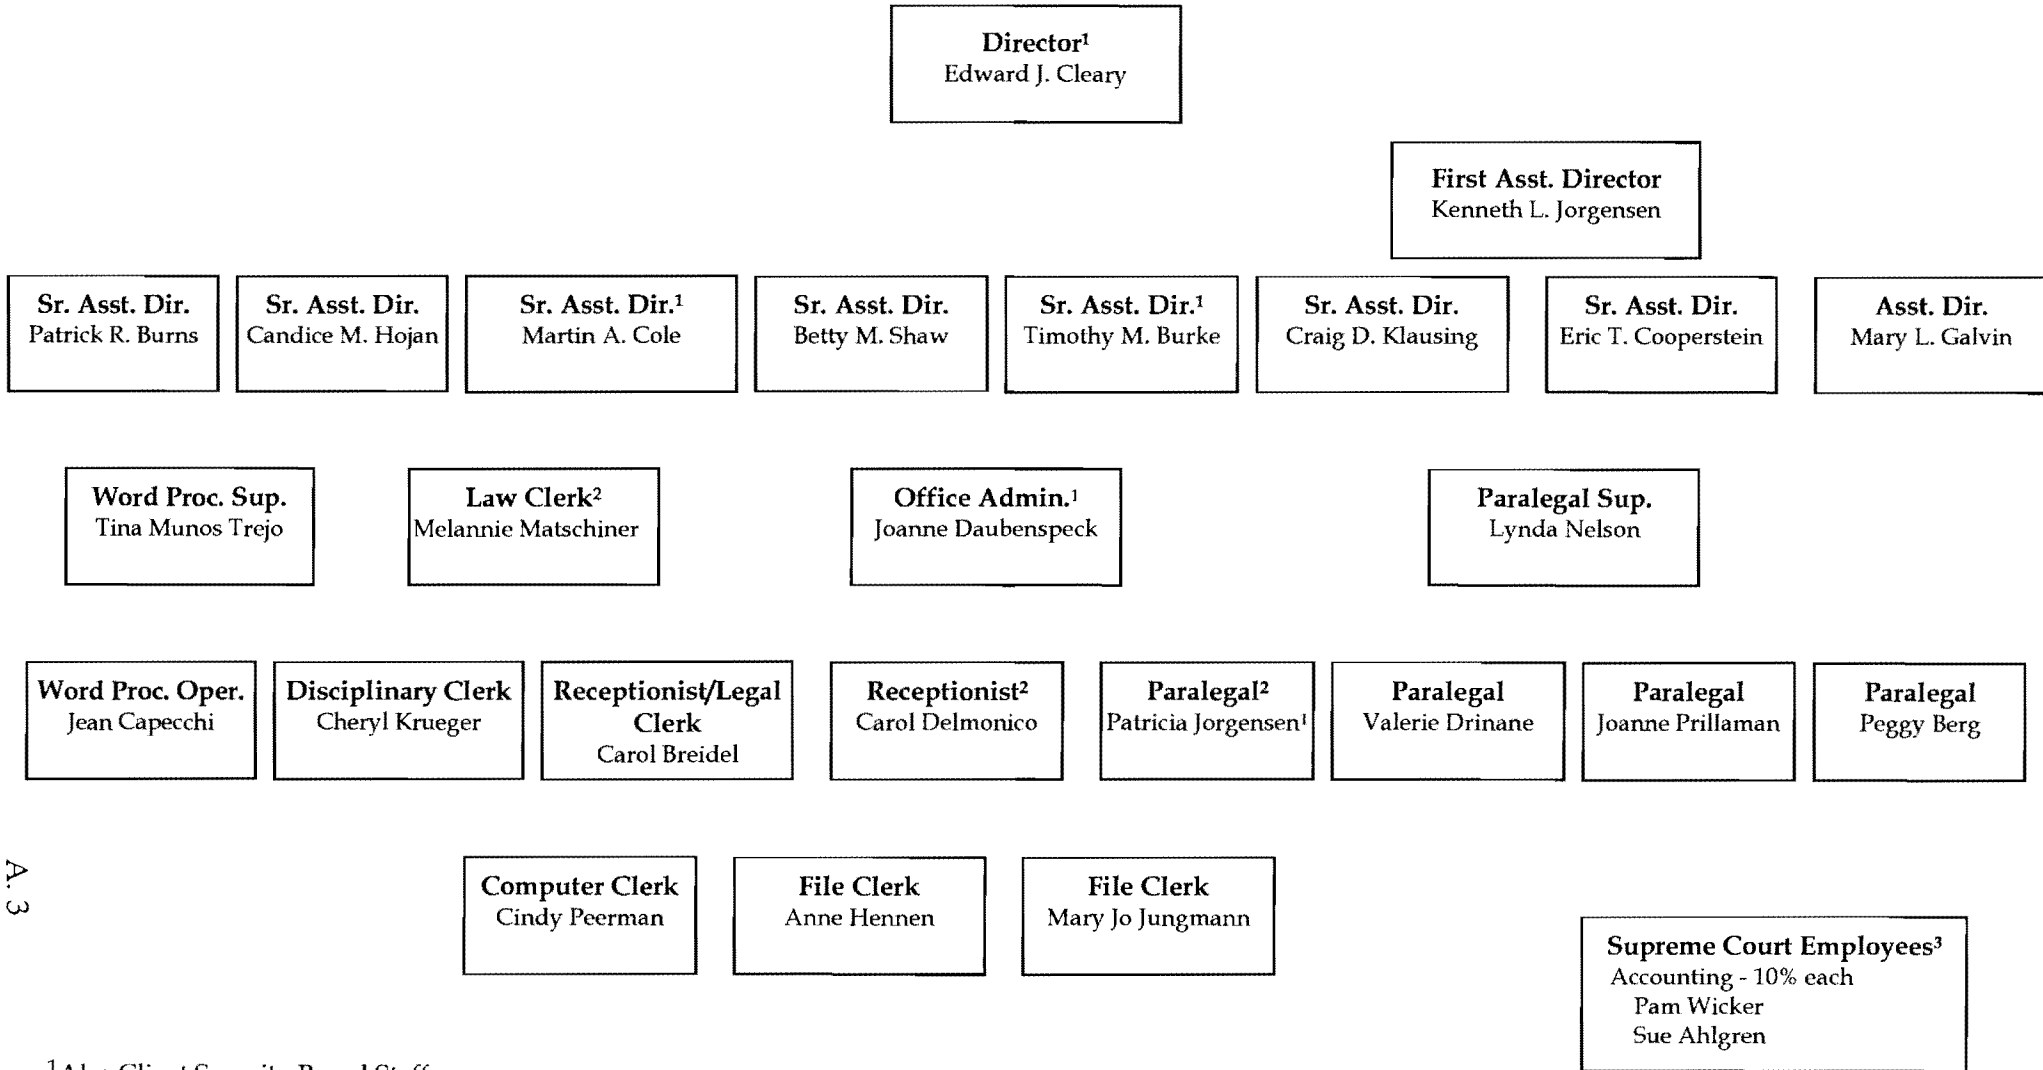 Director¹
Edward J. Cleary
First Asst. Director
Kenneth L. Jorgensen
Sr. Asst. Dir.
Patrick R. Burns
Sr. Asst. Dir.
Candice M. Hojan
Sr. Asst. Dir.¹
Martin A. Cole
Sr. Asst. Dir.
Betty M. Shaw
Sr. Asst. Dir.¹
Timothy M. Burke
Sr. Asst. Dir.
Craig D. Klausing
Sr. Asst. Dir.
Eric T. Cooperstein
Asst. Dir.
Mary L. Galvin
Word Proc. Sup.
Tina Munos Trejo
Law Clerk²
Melannie Matschiner
Office Admin.¹
Joanne Daubenspeck
Paralegal Sup.
Lynda Nelson
Word Proc. Oper.
Jean Capecchi
Disciplinary Clerk
Cheryl Krueger
Receptionist/Legal
Clerk
Carol Breidel
Receptionist²
Carol Delmonico
Paralegal²
Patricia Jorgensen¹
Paralegal
Valerie Drinane
Paralegal
Joanne Prillaman
Paralegal
Peggy Berg
Computer Clerk
Cindy Peerman
File Clerk
Anne Hennen
File Clerk
Mary Jo Jungmann
Supreme Court Employees³
Accounting - 10% each
Pam Wicker
Sue Ahlgren
A. 3